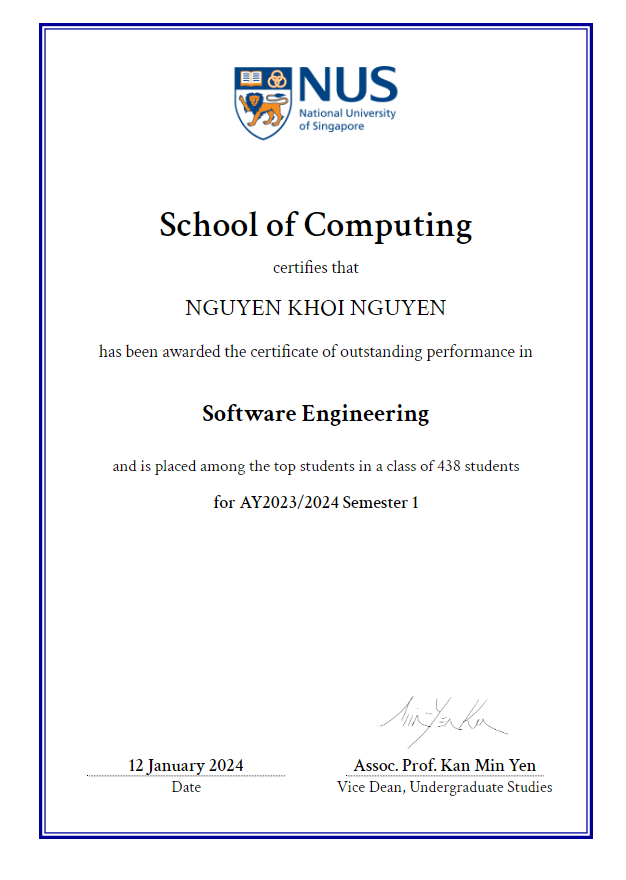 NUS
National University
of Singapore
School of Computing
certifies that
NGUYEN KHOI NGUYEN
has been awarded the certificate of outstanding performance in
Software Engineering
and is placed among the top students in a class of 438 students
for AY2023/2024 Semester 1
Min-Yen Kan
12 January 2024
Assoc. Prof. Kan Min Yen
Date
Vice Dean, Undergraduate Studies